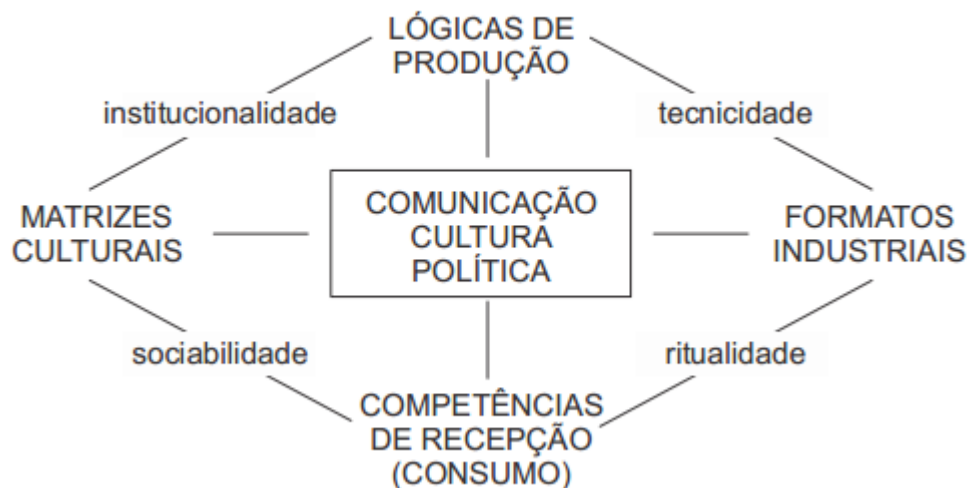 LÓGICAS DE
PRODUÇÃO
institucionalidade
tecnicidade
MATRIZES
CULTURAIS
COMUNICAÇÃO
CULTURA
POLÍTICA
FORMATOS
INDUSTRIAIS
sociabilidade
ritualidade
COMPETÊNCIAS
DE RECEPÇÃO
(CONSUMO)